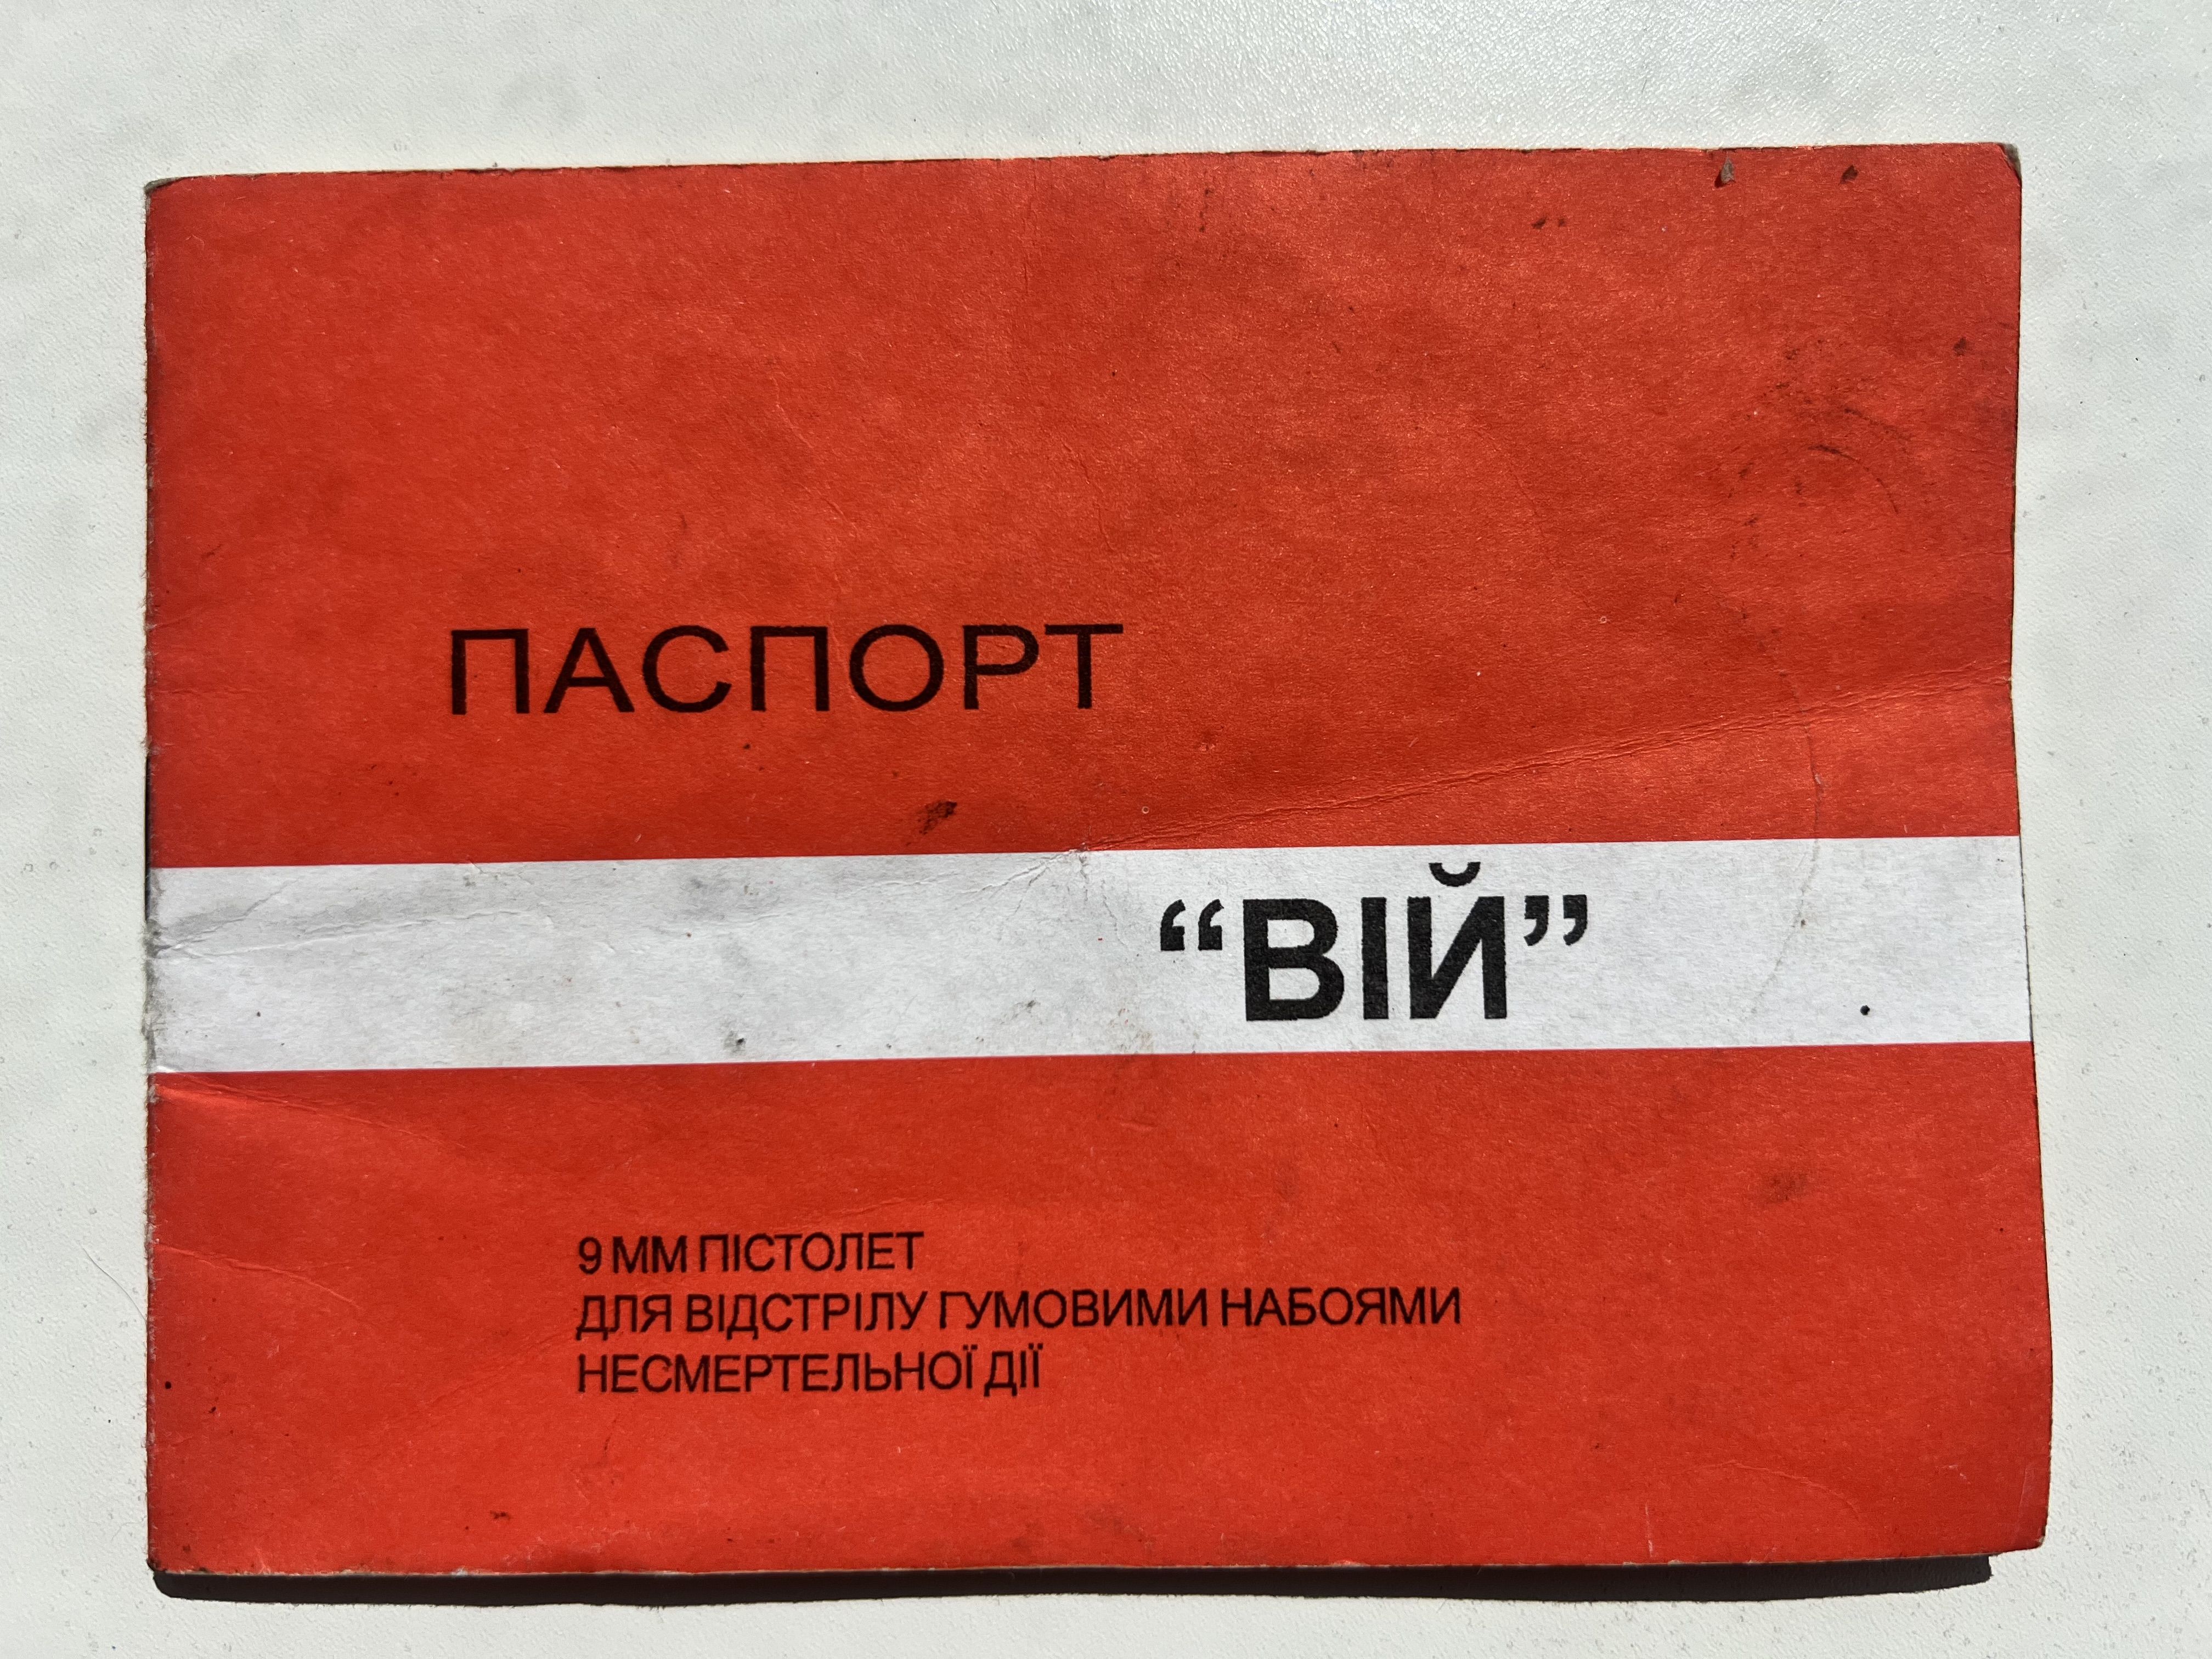 ПАСПОРТ
“ВІЙ”
9 ММ ПІСТОЛЕТ
ДЛЯ ВІДСТРІЛУ ГУМОВИМИ НАБОЯМИ
НЕСМЕРТЕЛЬНОЇ ДІЇ